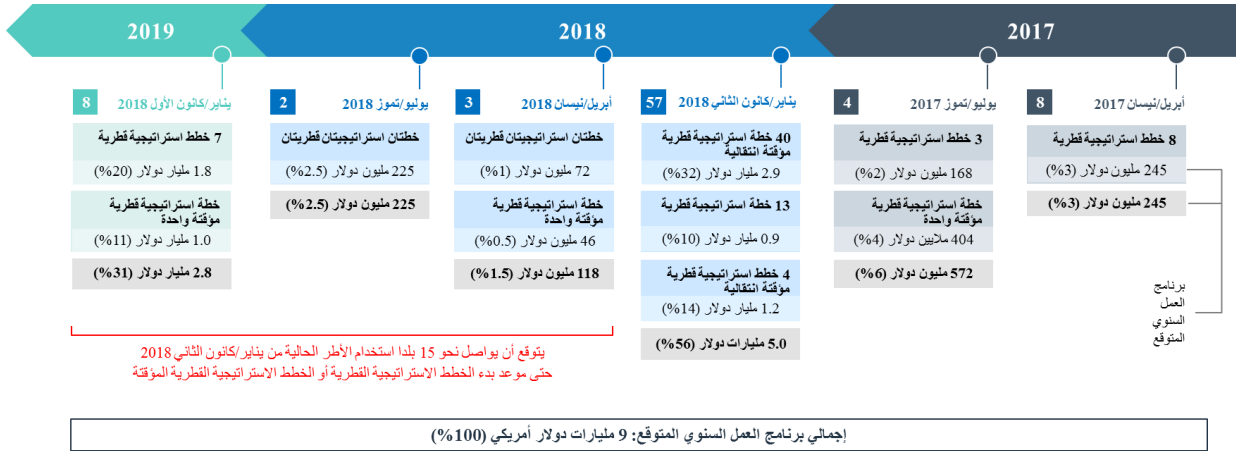 2017
2018
2019
أبريل/نيسان 2017
8
8 خطط استراتيجية قطرية
245 مليون دولار (3%)
245 مليون دولار (3%)
برنامج
العمل
السنوي
المتوقع
يوليو/تموز 2017
4
3 خطط استراتيجية قطرية
168 مليون دولار (2%)
خطة استراتيجية قطرية
مؤقتة واحدة
404 ملايين دولار (4%)
572 مليون دولار (6%)
يناير/كانون الثاني 2018
57
40 خطة استراتيجية قطرية
مؤقتة انتقالية
2.9 مليار دولار (32%)
13 خطة استراتيجية قطرية
0.9 مليار دولار (10%)
4 خطط استراتيجية قطرية
مؤقتة انتقالية
1.2 مليار دولار (14%)
5.0 مليارات دولار (56%)
أبريل/نيسان 2018
3
خطتان استراتيجيتان قطريتان
72 مليون دولار (1%)
خطة استراتيجية قطرية
مؤقتة واحدة
46 مليون دولار (0.5%)
118 مليون دولار (1.5%)
يوليو/تموز 2018
2
خطتان استراتيجيتان قطريتان
225 مليون دولار (2.5%)
225 مليون دولار (2.5%)
يناير/كانون الأول 2018
8
7 خطط استراتيجية قطرية
1.8 مليار دولار (20%)
خطة استراتيجية قطرية
مؤقتة واحدة
1.0 مليار دولار (11%)
2.8 مليار دولار (31%)
يتوقع أن يواصل نحو 15 بلدا استخدام الأطر الحالية من يناير/كانون الثاني 2018
حتى موعد بدء الخطط الاستراتيجية القطرية أو الخطط الاستراتيجية القطرية المؤقتة
إجمالي برنامج العمل السنوي المتوقع: 9 مليارات دولار أمريكي (100%)